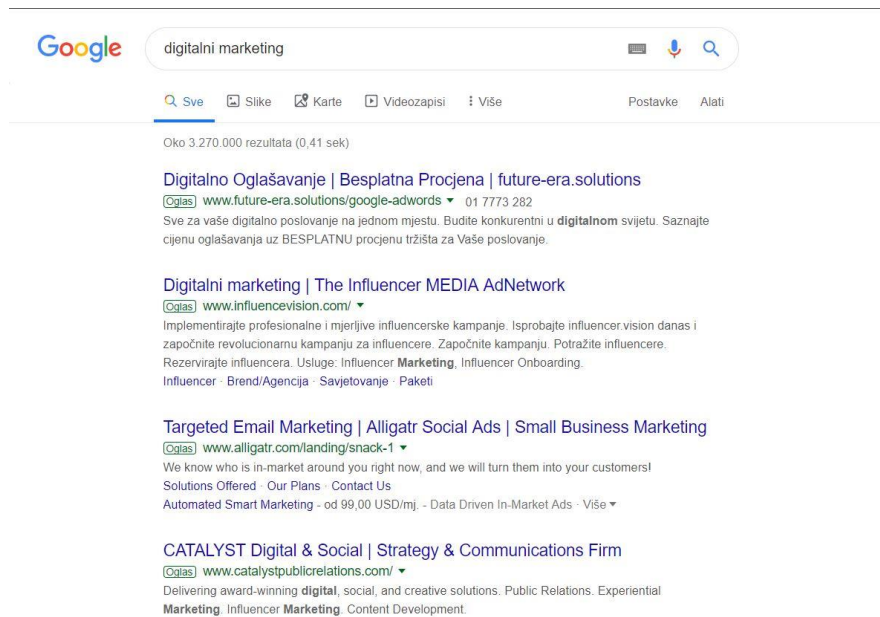 Google
digitalni marketing
Sve Slike Karte Videozapisi Više Postavke Alati
Oko 3.270.000 rezultata (0,41 sek)
Digitalno Oglašavanje | Besplatna Procjena | future-era.solutions
Oglas www.future-era.solutions/google-adwords ▼ 01 7773 282
Sve za vaše digitalno poslovanje na jednom mjestu. Budite konkurentni u digitalnom svijetu. Saznajte
cijenu oglašavanja uz BESPLATNU procjenu tržišta za Vaše poslovanje.
Digitalni marketing | The Influencer MEDIA AdNetwork
Oglas www.influencevision.com/ ▼
Implementirajte profesionalne i mjerljive influencerske kampanje. Isprobajte influencer.vision danas i
započnite revolucionarnu kampanju za influencere. Započnite kampanju. Potražite influencere.
Rezervirajte influencera. Usluge: Influencer Marketing, Influencer Onboarding.
Influencer · Brend/Agencija · Savjetovanje · Paketi
Targeted Email Marketing | Alligatr Social Ads | Small Business Marketing
Oglas www.alligatr.com/landing/snack-1 ▼
We know who is in-market around you right now, and we will turn them into your customers!
Solutions Offered · Our Plans · Contact Us
Automated Smart Marketing - od 99,00 USD/mj. - Data Driven In-Market Ads · Više ▼
CATALYST Digital & Social | Strategy & Communications Firm
Oglas www.catalystpublicrelations.com/ ▼
Delivering award-winning digital, social, and creative solutions. Public Relations. Experiential
Marketing. Influencer Marketing. Content Development.